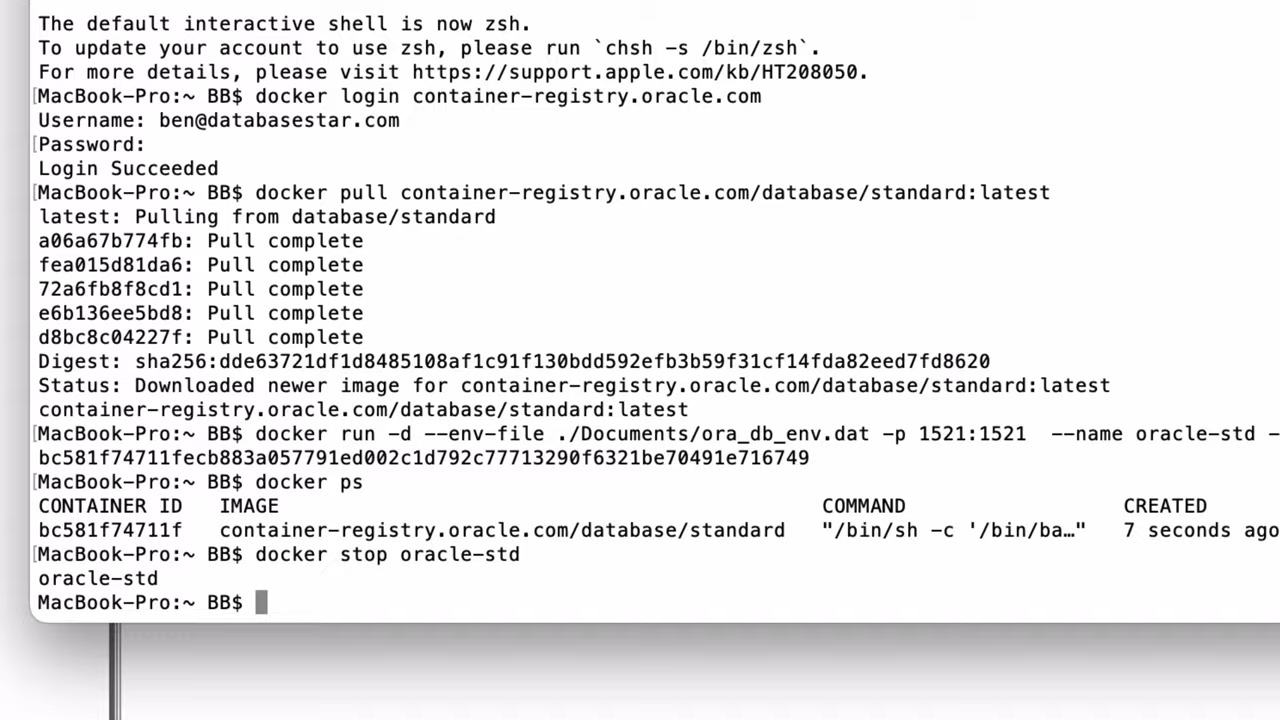 The default interactive shell is now zsh.
To update your account to use zsh, please run `chsh -s /bin/zsh`.
For more details, please visit https://support.apple.com/kb/HT208050.
[MacBook-Pro:~ BB$ docker login container-registry.oracle.com
Username: ben@databasestar.com
[Password:
Login Succeeded
[MacBook-Pro:~ BB$ docker pull container-registry.oracle.com/database/standard:latest
latest: Pulling from database/standard
a06a67b774fb: Pull complete
fea015d81da6: Pull complete
72a6fb8f8cd1: Pull complete
e6b136ee5bd8: Pull complete
d8bc8c04227f: Pull complete
Digest: sha256:dde63721df1d8485108af1c91f130bdd592efb3b59f31cf14fda82eed7fd8620
Status: Downloaded newer image for container-registry.oracle.com/database/standard:latest
container-registry.oracle.com/database/standard:latest
[MacBook-Pro:~ BB$ docker run -d --env-file ./Documents/ora_db_env.dat -p 1521:1521  --name oracle-std -
bc581f74711fecb883a057791ed002c1d792c77713290f6321be70491e716749
[MacBook-Pro:~ BB$ docker ps
CONTAINER ID   IMAGE   COMMAND   CREATED
bc581f74711f   container-registry.oracle.com/database/standard   "/bin/sh -c '/bin/ba…"   7 seconds ago
[MacBook-Pro:~ BB$ docker stop oracle-std
oracle-std
MacBook-Pro:~ BB$